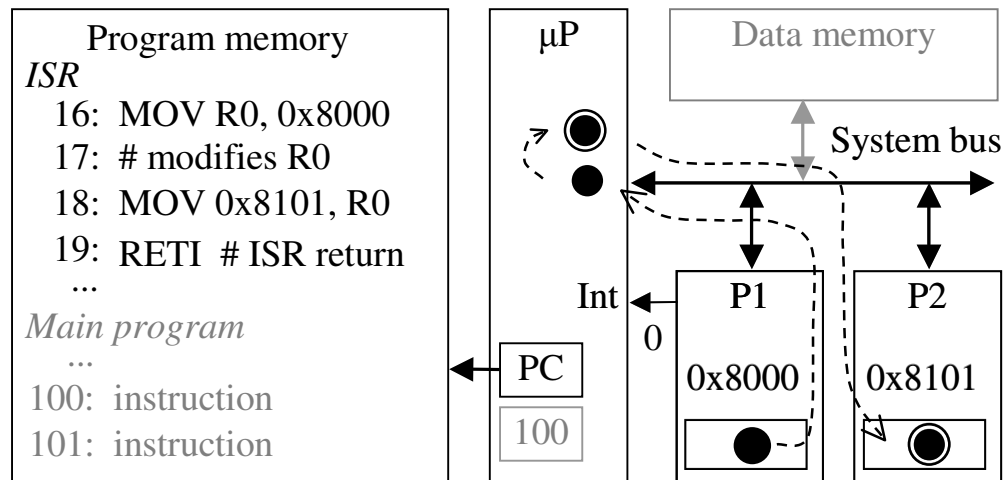 Program memory
ISR
16: MOV R0, 0x8000
17: # modifies R0
18: MOV 0x8101, R0
19: RETI # ISR return
...
Main program
...
100: instruction
101: instruction
μP
Int
PC
100
Data memory
System bus
0
P1
0x8000
P2
0x8101